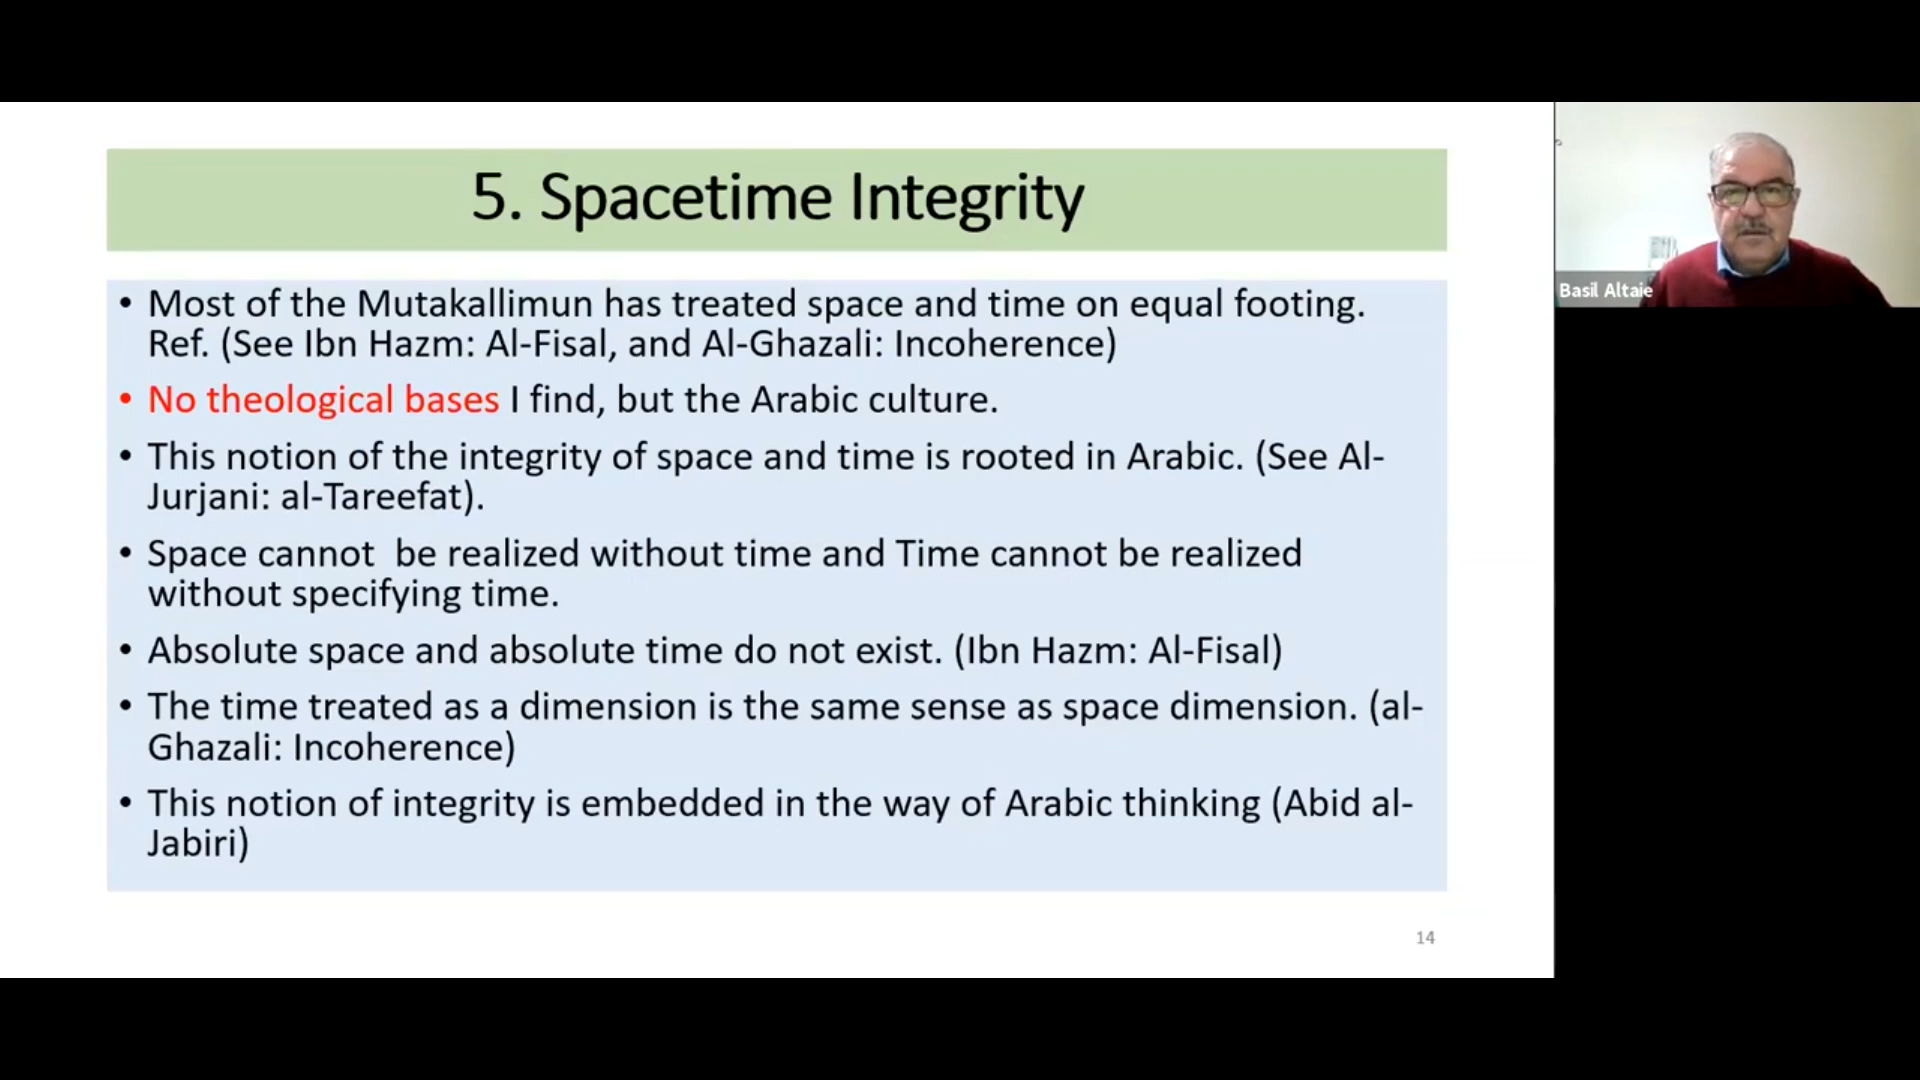 5. Spacetime Integrity
• Most of the Mutakallimun has treated space and time on equal footing.
Ref. (See Ibn Hazm: Al-Fisal, and Al-Ghazali: Incoherence)
• No theological bases I find, but the Arabic culture.
• This notion of the integrity of space and time is rooted in Arabic. (See Al-
Jurjani: al-Tareefat).
• Space cannot  be realized without time and Time cannot be realized
without specifying time.
• Absolute space and absolute time do not exist. (Ibn Hazm: Al-Fisal)
• The time treated as a dimension is the same sense as space dimension. (al-
Ghazali: Incoherence)
• This notion of integrity is embedded in the way of Arabic thinking (Abid al-
Jabiri)
14
Basil Altaie